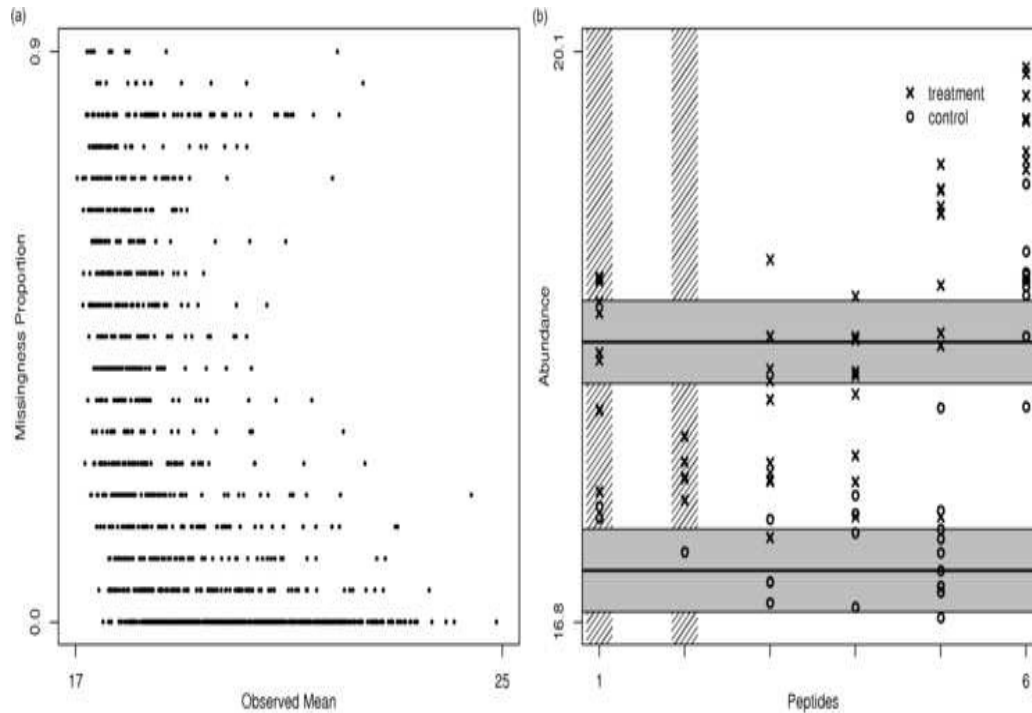 (a)
0.9
Missingness Proportion
0.0
17
25
Observed Mean
(b)
20.1
treatment
control
Abundance
16.8
1
6
Peptides